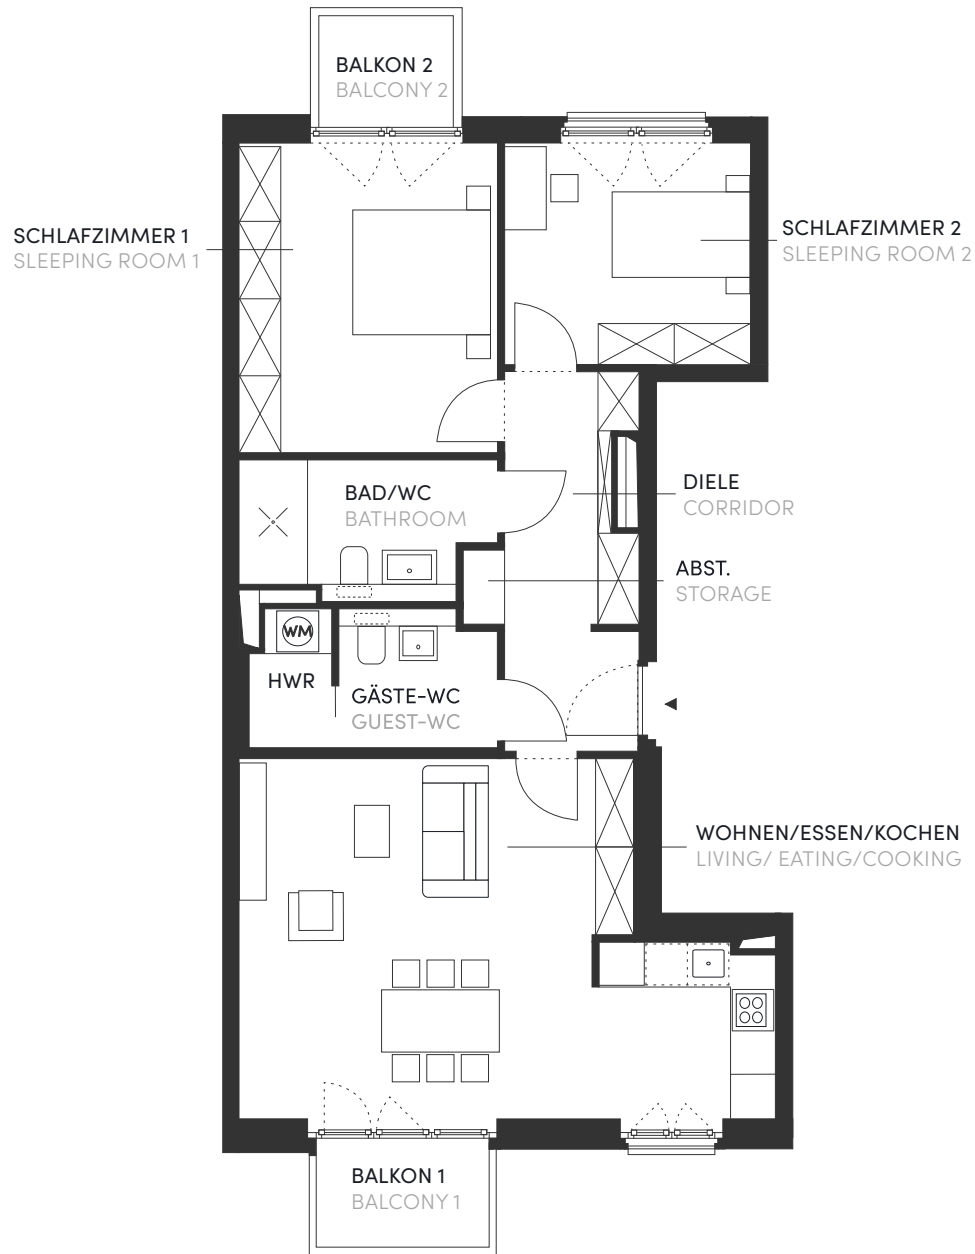 BALKON 2
BALCONY 2
SCHLAFZIMMER 1
SLEEPING ROOM 1
SCHLAFZIMMER 2
SLEEPING ROOM 2
BAD/WC
BATHROOM
DIELE
CORRIDOR
ABST.
STORAGE
WM
HWR
GÄSTE-WC
GUEST-WC
WOHNEN/ESSEN/KOCHEN
LIVING/ EATING/COOKING
BALKON 1
BALCONY 1